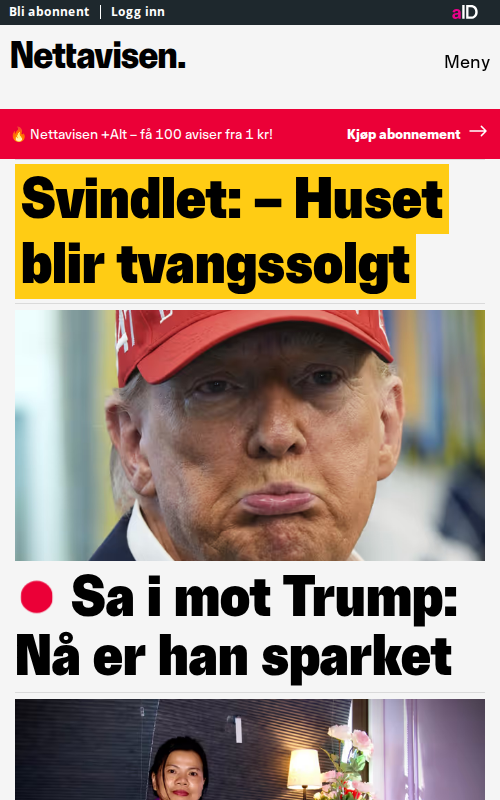 Bli abonnent | Logg inn
aID
Nettavisen.
Meny
🔥 Nettavisen +Alt – få 100 aviser fra 1 kr!
Kjøp abonnement →
Svindlet: – Huset
blir tvangssolgt
Sa i mot Trump:
Nå er han sparket